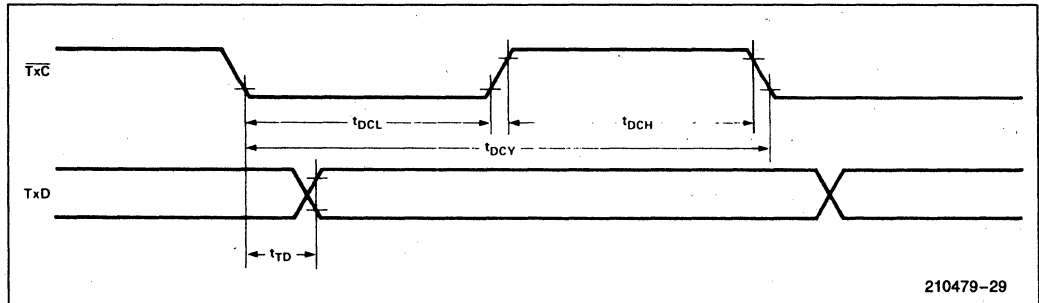 TxC
tDCL
tDCH
tDCY
TxD
tTD
210479-29